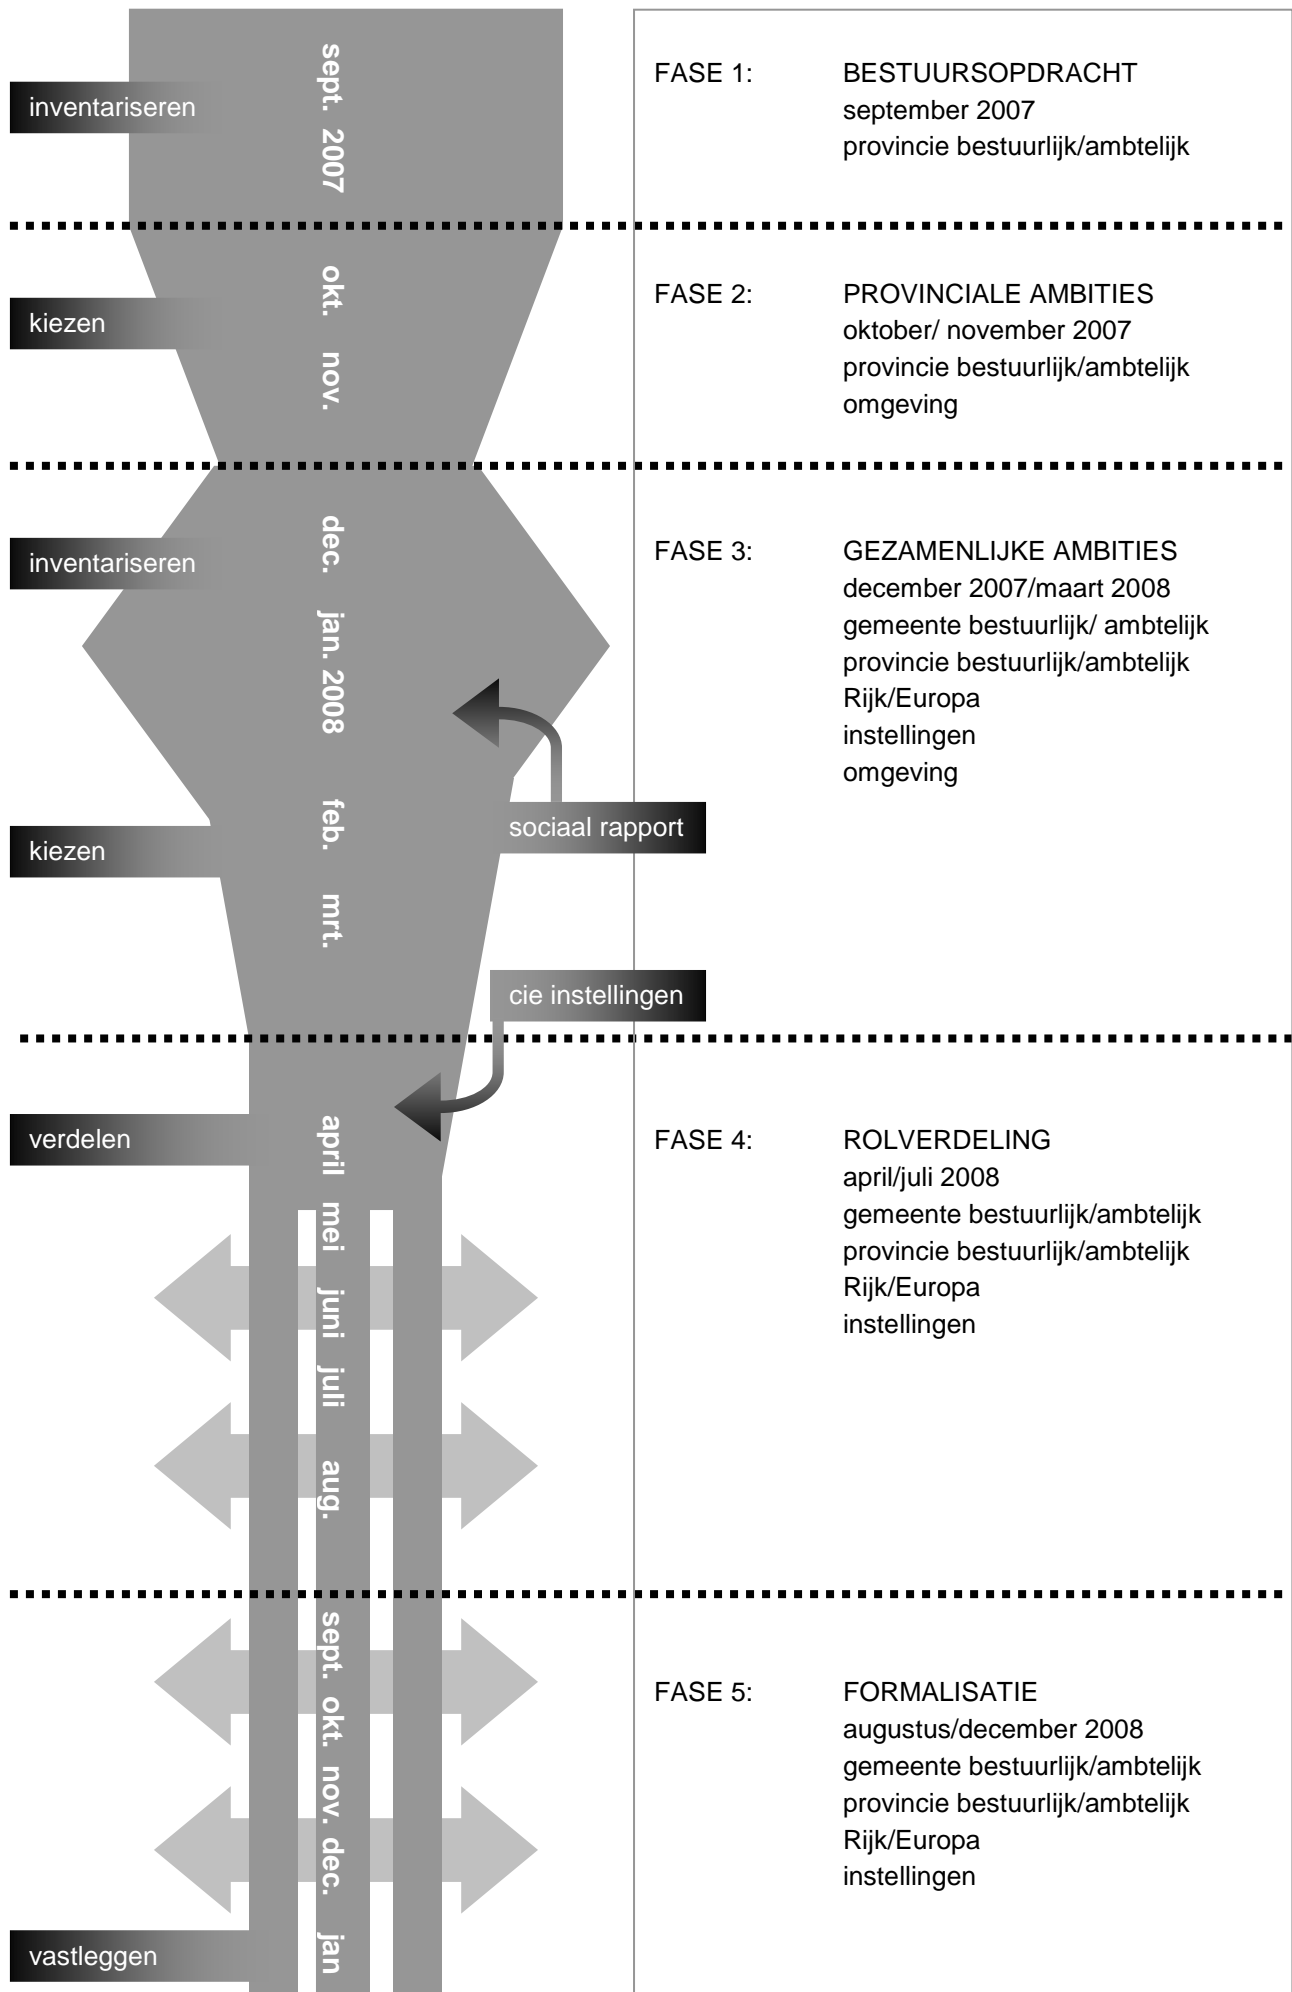 inventariseren
sept. 2007
FASE 1: BESTUURSOPDRACHT
september 2007
provincie bestuurlijk/ambtelijk
kiezen
okt. nov.
FASE 2: PROVINCIALE AMBITIES
oktober/ november 2007
provincie bestuurlijk/ambtelijk
omgeving
inventariseren
dec. jan. 2008 feb. mrt.
kiezen
sociaal rapport
cie instellingen
FASE 3: GEZAMENLIJKE AMBITIES
december 2007/maart 2008
gemeente bestuurlijk/ ambtelijk
provincie bestuurlijk/ambtelijk
Rijk/Europa
instellingen
omgeving
verdelen
april mei juni juli aug.
FASE 4: ROLVERDELING
april/juli 2008
gemeente bestuurlijk/ambtelijk
provincie bestuurlijk/ambtelijk
Rijk/Europa
instellingen
sept. okt. nov. dec. jan
vastleggen
FASE 5: FORMALISATIE
augustus/december 2008
gemeente bestuurlijk/ambtelijk
provincie bestuurlijk/ambtelijk
Rijk/Europa
instellingen